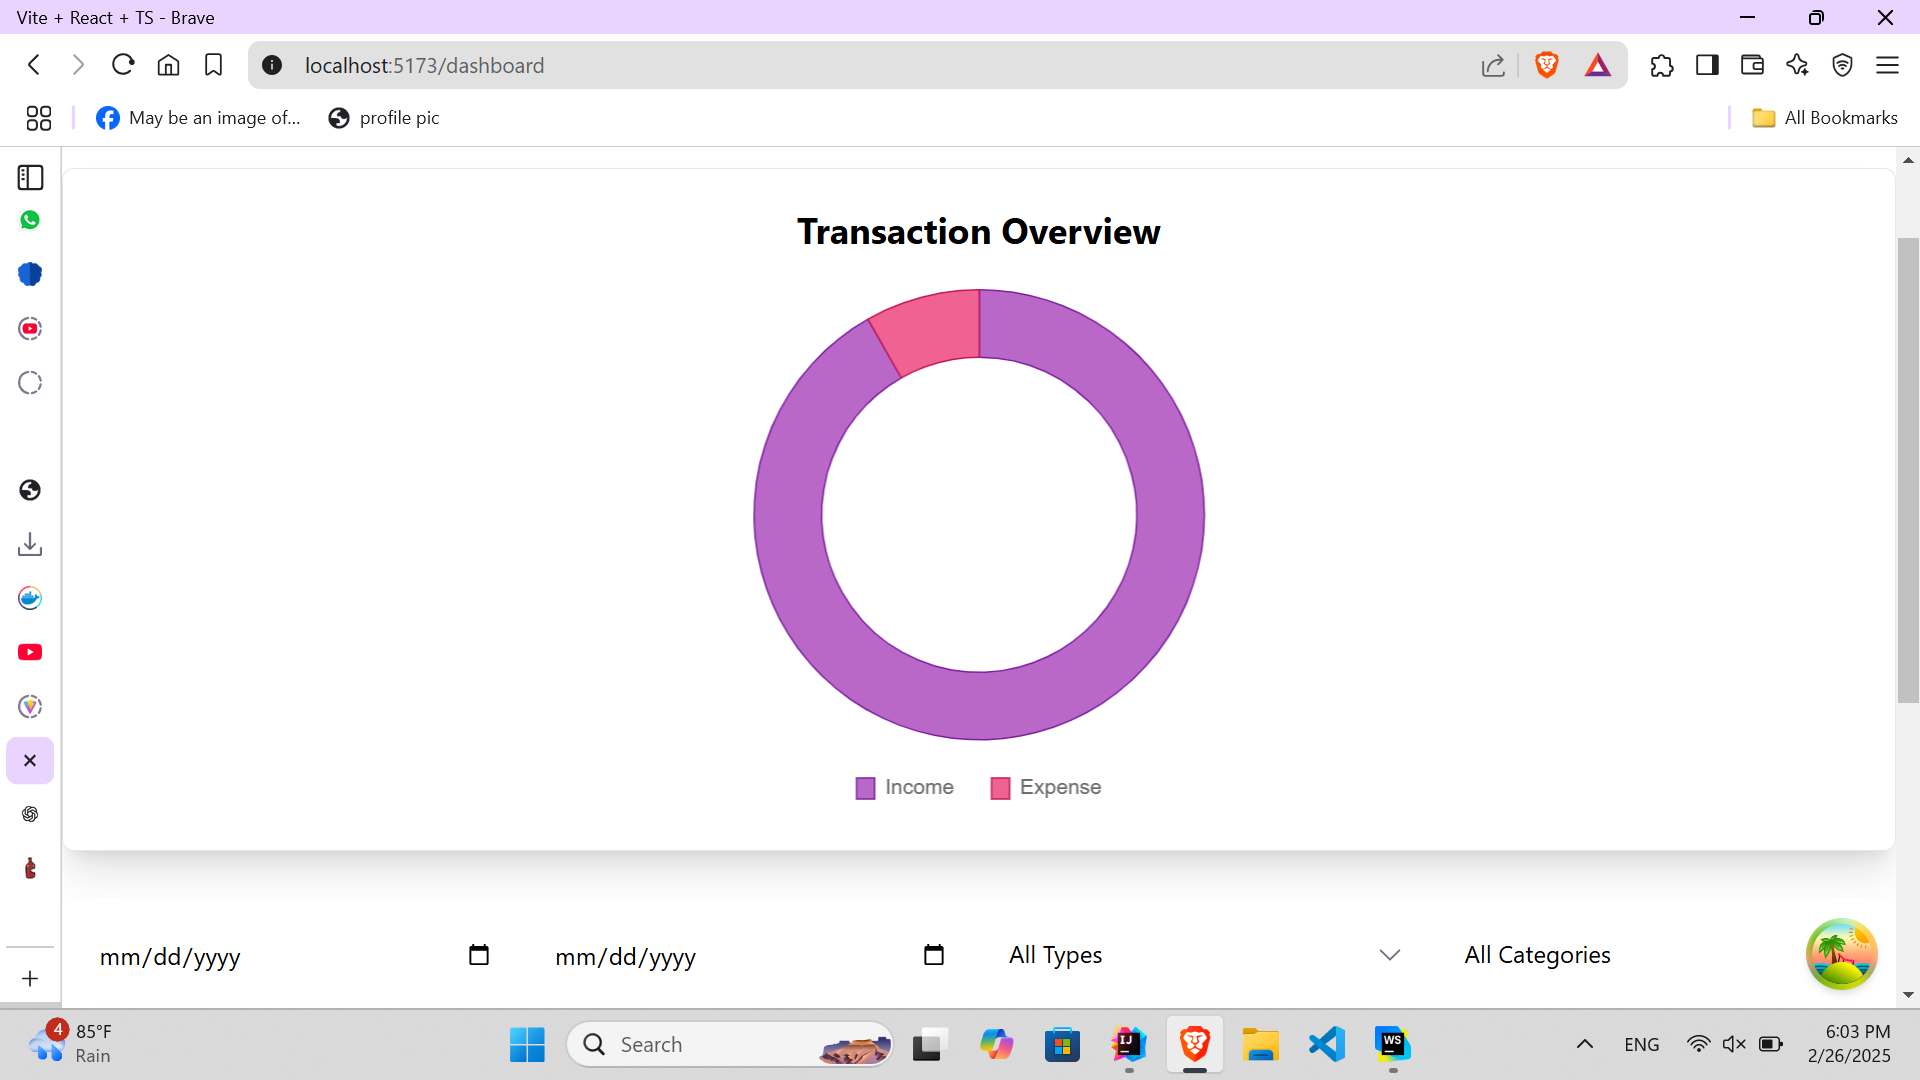 Vite + React + TS - Brave
localhost:5173/dashboard
May be an image of...
profile pic
All Bookmarks
Transaction Overview
Income
Expense
mm/dd/yyyy
mm/dd/yyyy
All Types
All Categories
4
85°F
Rain
Search
IJ
WS
ENG
6:03 PM
2/26/2025